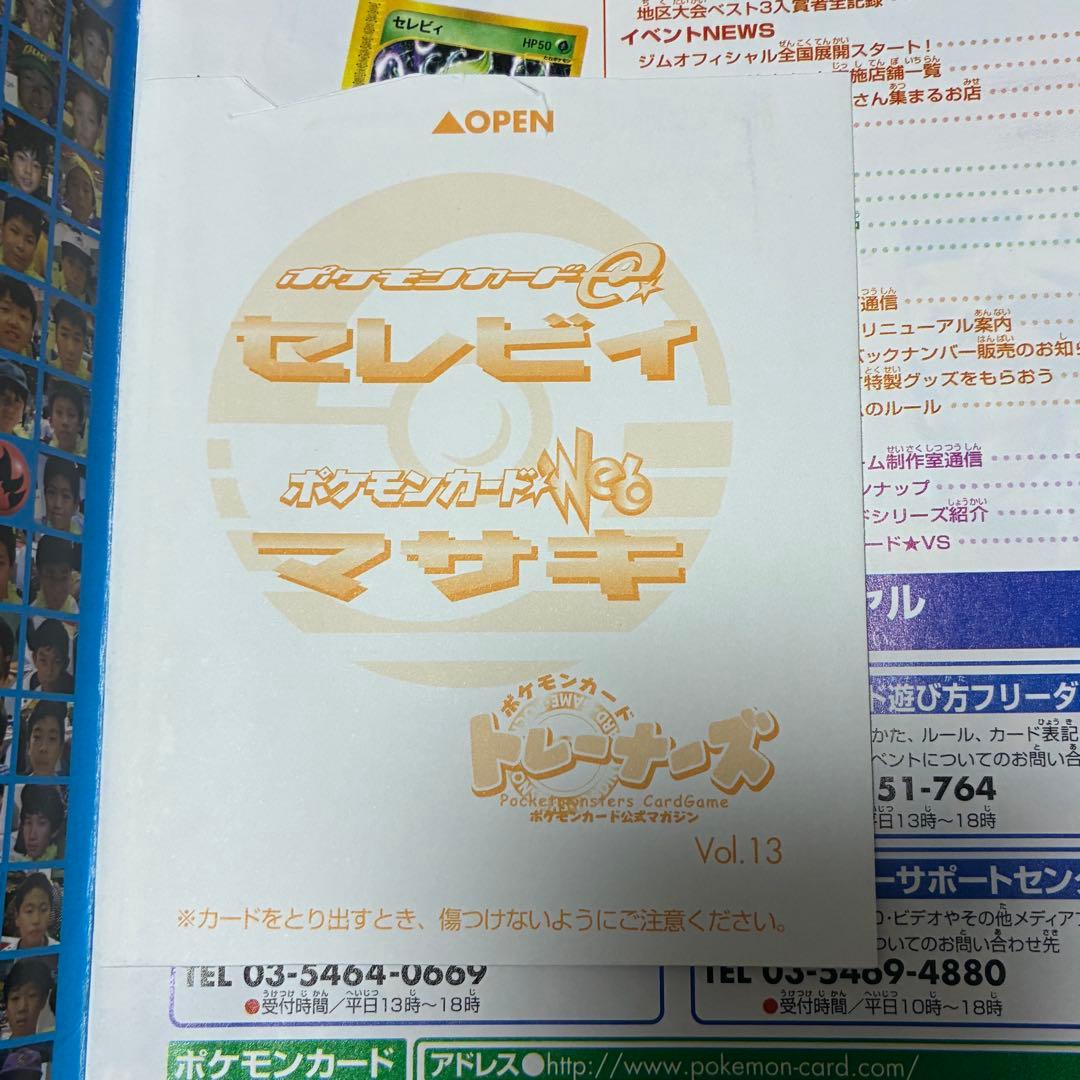 セレビィ
HP50
地区大会ベスト3入賞者全記録
イベントNEWS
ジムオフィシャル全国展開スタート!
施店舗一覧
さん集まるお店
▲OPEN
ポケモンカードe
セレビィ
ポケモンカード★Web
マサキ
ポケモンカード
トレーナーズ
PocketMonsters CardGame
ポケモンカード公式マガジン
Vol.13
※カードをとり出すとき、傷つけないようにご注意ください。
通信
リニューアル案内
バックナンバー販売のお知ら
特製グッズをもらおう
のルール
ム制作室通信
ンナップ
ドシリーズ紹介
ード★VS
ャル
ト遊び方フリーダ
かた、ルール、カード表記
ベントについてのお問い合
51-764
平日13時〜18時
ーサポートセンタ
D・ビデオやその他メディア
ついてのお問い合わせ先
TEL 03-5464-0669
●受付時間/平日13時〜18時
TEL 03-5469-4880
●受付時間/平日10時〜18時
ポケモンカード
アドレス●http://www.pokemon-card.com/